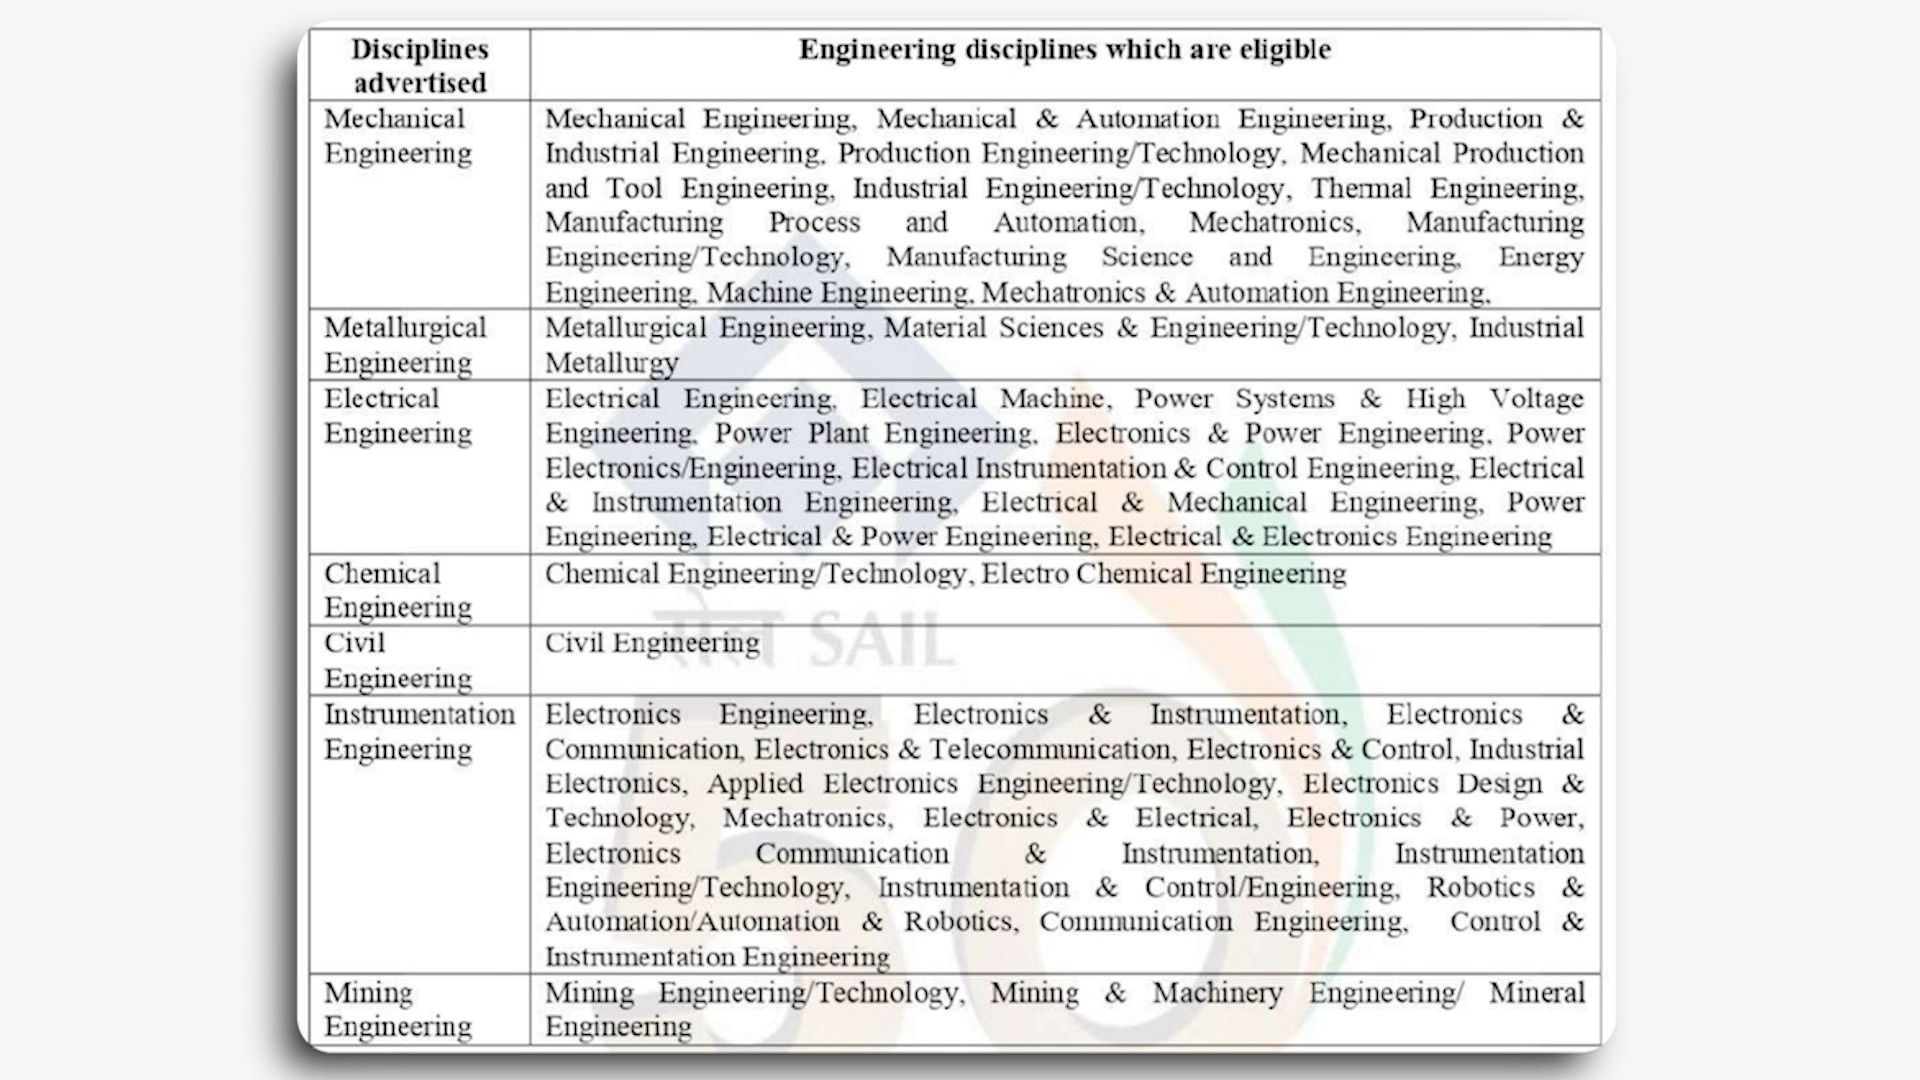 Disciplines
advertised
Engineering disciplines which are eligible
Mechanical
Engineering
Mechanical Engineering, Mechanical & Automation Engineering, Production &
Industrial Engineering, Production Engineering/Technology, Mechanical Production
and Tool Engineering, Industrial Engineering/Technology, Thermal Engineering,
Manufacturing Process and Automation, Mechatronics, Manufacturing
Engineering/Technology, Manufacturing Science and Engineering, Energy
Engineering, Machine Engineering, Mechatronics & Automation Engineering,
Metallurgical
Engineering
Metallurgical Engineering, Material Sciences & Engineering/Technology, Industrial
Metallurgy
Electrical
Engineering
Electrical Engineering, Electrical Machine, Power Systems & High Voltage
Engineering, Power Plant Engineering, Electronics & Power Engineering, Power
Electronics/Engineering, Electrical Instrumentation & Control Engineering, Electrical
& Instrumentation Engineering, Electrical & Mechanical Engineering, Power
Engineering, Electrical & Power Engineering, Electrical & Electronics Engineering
Chemical
Engineering
Chemical Engineering/Technology, Electro Chemical Engineering
Civil
Engineering
Civil Engineering
सेल SAIL
Instrumentation
Engineering
Electronics Engineering, Electronics & Instrumentation, Electronics &
Communication, Electronics & Telecommunication, Electronics & Control, Industrial
Electronics, Applied Electronics Engineering/Technology, Electronics Design &
Technology, Mechatronics, Electronics & Electrical, Electronics & Power,
Electronics Communication & Instrumentation, Instrumentation
Engineering/Technology, Instrumentation & Control/Engineering, Robotics &
Automation/Automation & Robotics, Communication Engineering, Control &
Instrumentation Engineering
50
Mining
Engineering
Mining Engineering/Technology, Mining & Machinery Engineering/ Mineral
Engineering